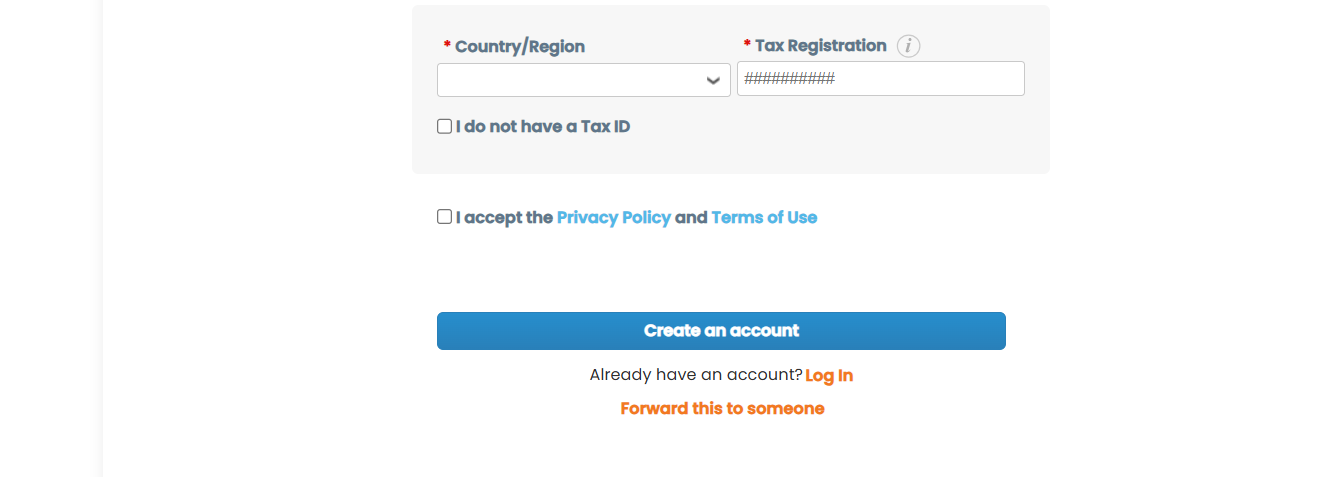 * Country/Region
* Tax Registration i
##########
I do not have a Tax ID
I accept the Privacy Policy and Terms of Use
Create an account
Already have an account? Log In
Forward this to someone